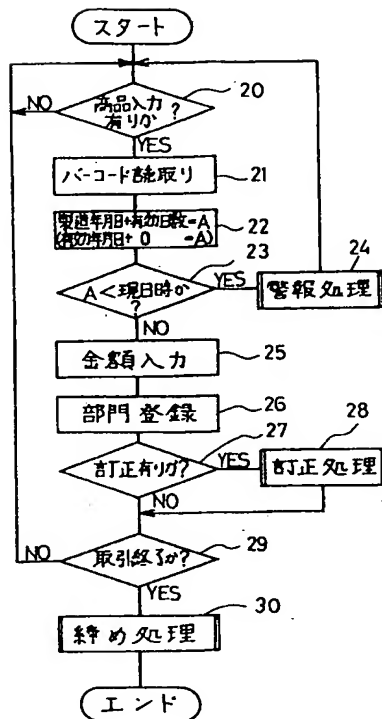 スタート
商品入力
有りか?
20
NO
YES
バーコード読取り
21
製造年月日+有効日数=A
(有効年月日+ 0 =A)
22
23
A<現日時か
?
YES
24
警報処理
NO
金額入力
25
部門登録
26
27
訂正有りか?
YES
28
訂正処理
NO
取引終了か?
29
NO
YES
30
締め処理
エンド